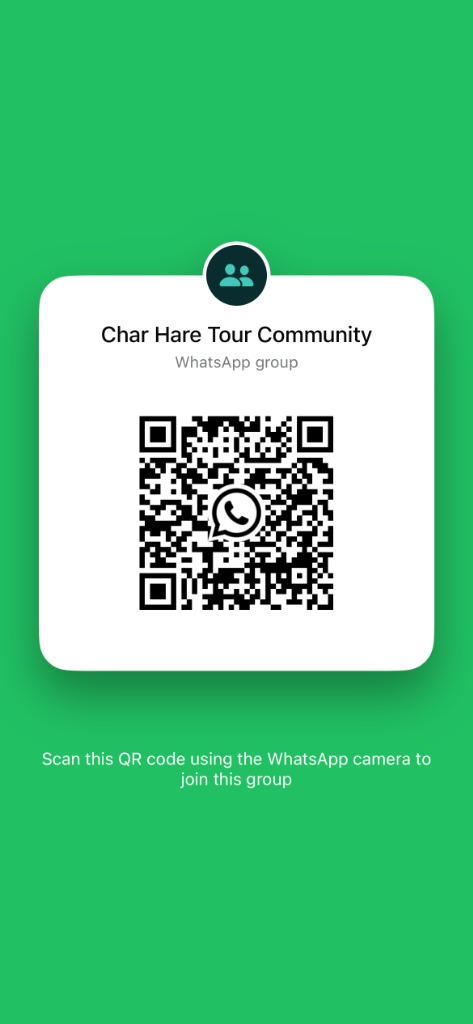 Char Hare Tour Community
WhatsApp group
Scan this QR code using the WhatsApp camera to
join this group